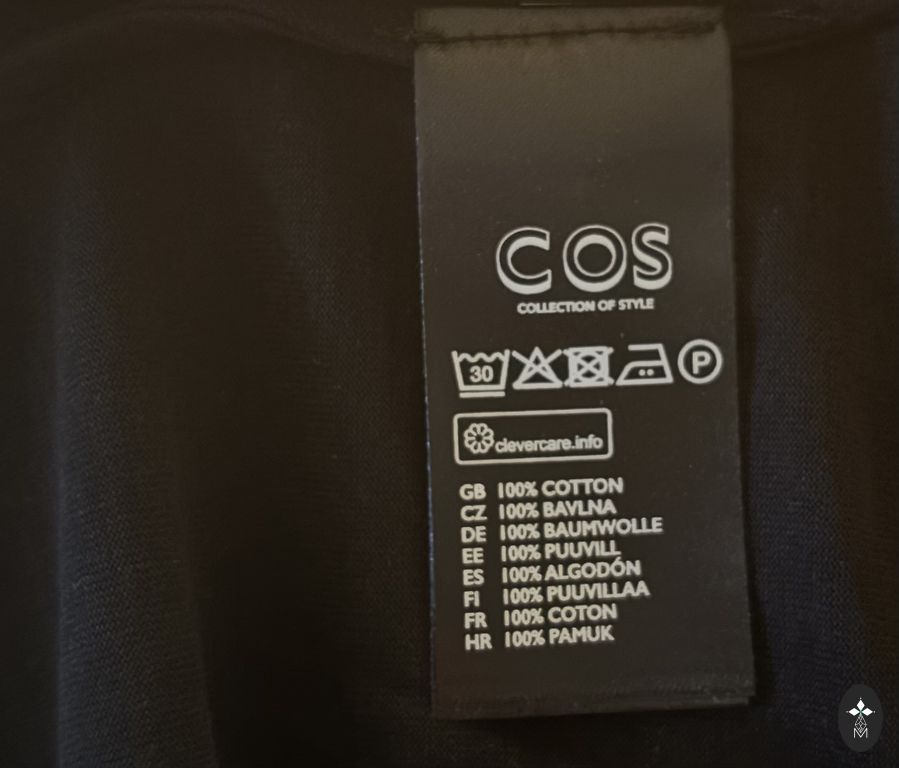 COS
COLLECTION OF STYLE
30 P
clevercare.info
GB 100% COTTON
CZ 100% BAVLNA
DE 100% BAUMWOLLE
EE 100% PUUVILL
ES 100% ALGODÓN
FI 100% PUUVILLAA
FR 100% COTON
HR 100% PAMUK
M